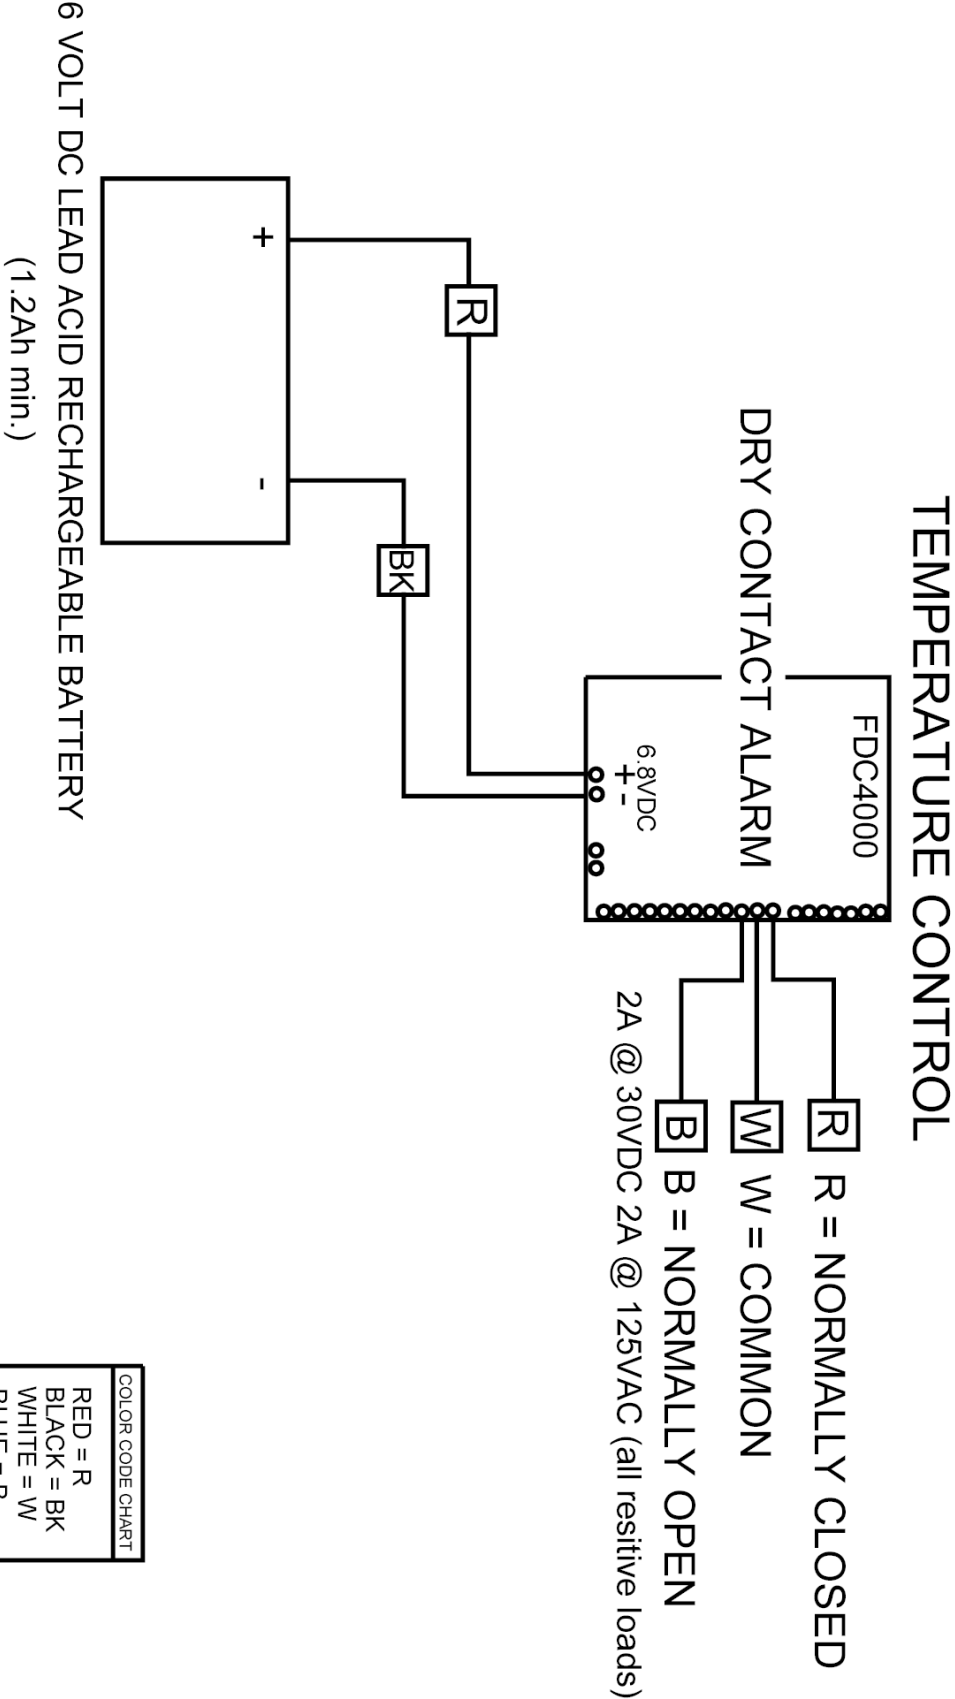 TEMPERATURE CONTROL
FDC4000
DRY CONTACT ALARM
6.8VDC
+ -
R
R = NORMALLY CLOSED
W
W = COMMON
B
B = NORMALLY OPEN
2A @ 30VDC 2A @ 125VAC (all resitive loads)
R
BK
+
-
6 VOLT DC LEAD ACID RECHARGEABLE BATTERY
(1.2Ah min.)
COLOR CODE CHART
RED = R
BLACK = BK
WHITE = W